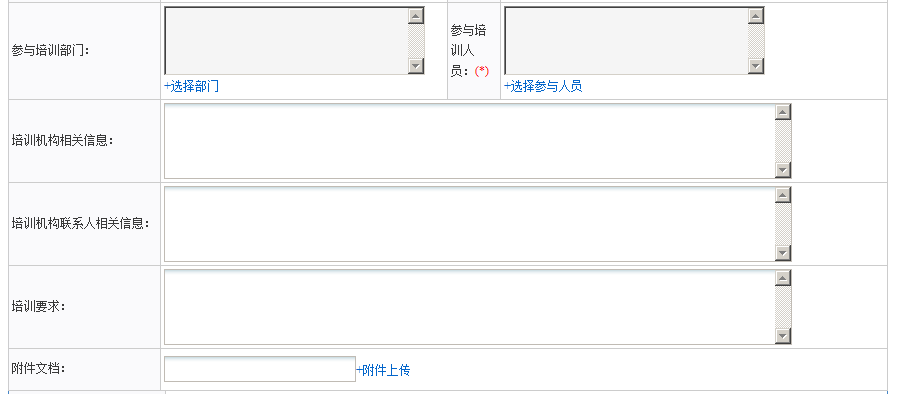 参与培训部门:
+选择部门
参与培
训人
员: (*)
+选择参与人员
培训机构相关信息:
培训机构联系人相关信息:
培训要求:
附件文档:
+附件上传